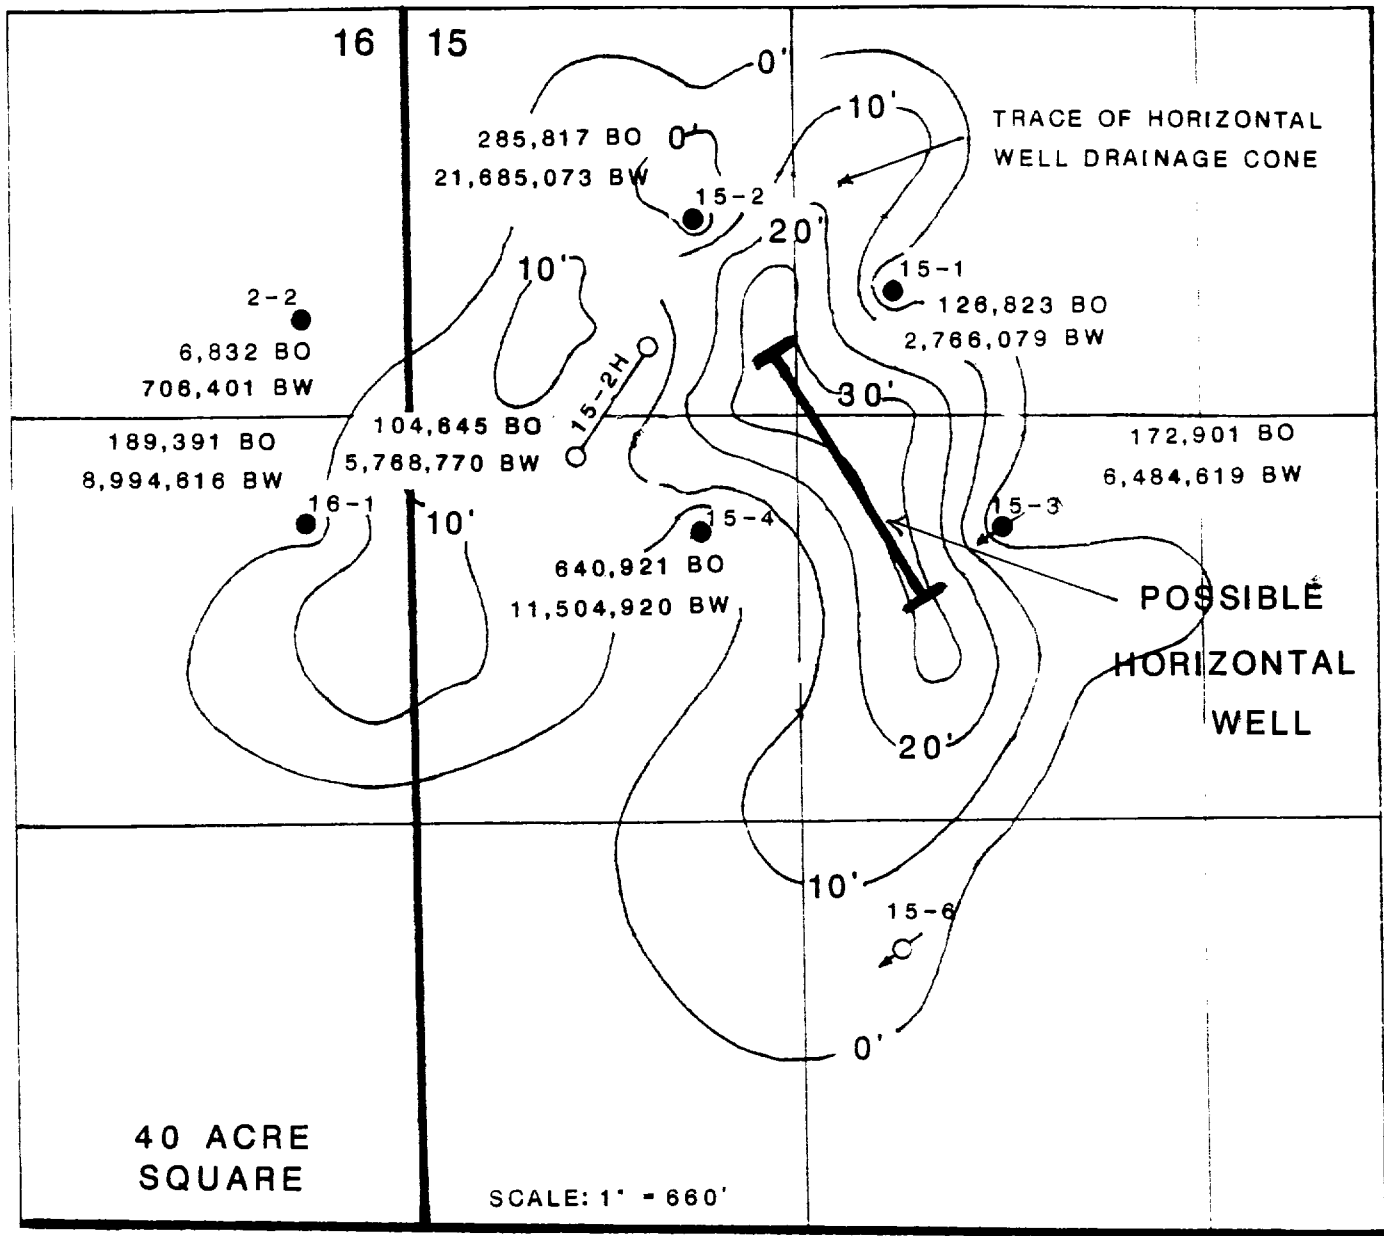 16 15
0'
10'
TRACE OF HORIZONTAL
WELL DRAINAGE CONE
285,817 BO
0'
21,685,073 BW
15-2
20'
10'
15-1
126,823 BO
2,766,079 BW
2-2
6,832 BO
706,401 BW
15-2H
30'
104,645 BO
5,768,770 BW
189,391 BO
8,994,616 BW
172,901 BO
6,484,619 BW
16-1
10'
15-4
15-3
640,921 BO
11,504,920 BW
POSSIBLE
HORIZONTAL
WELL
20'
10'
15-6
0'
40 ACRE
SQUARE
SCALE: 1" = 660'